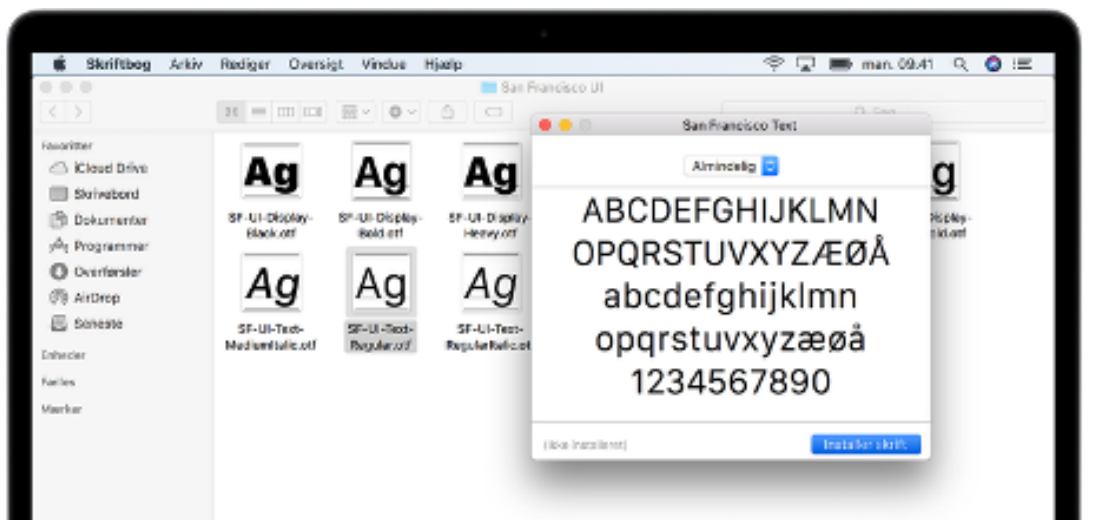 Skriftbog Arkiv Rediger Oversigt Vindue Hjælp man. 09.41
San Francisco UI
Søg
Favoritter
iCloud Drive
Skrivebord
Dokumenter
Programmer
Overførsler
AirDrop
Seneste
Enheder
Fælles
Mærker
Ag Ag Ag g
SF-UI-Display-
Black.otf
SF-UI-Display-
Bold.otf
SF-UI-Display-
Heavy.otf
Ag Ag Ag
SF-UI-Text-
MediumItalic.otf
SF-UI-Text-
Regular.otf
SF-UI-Text-
RegularItalic.ot
San Francisco Text
Almindelig
ABCDEFGHIJKLMN
OPQRSTUVXYZÆØÅ
abcdefghijklmn
opqrstuvxyzæøå
1234567890
(ikke installeret)
Installer skrift